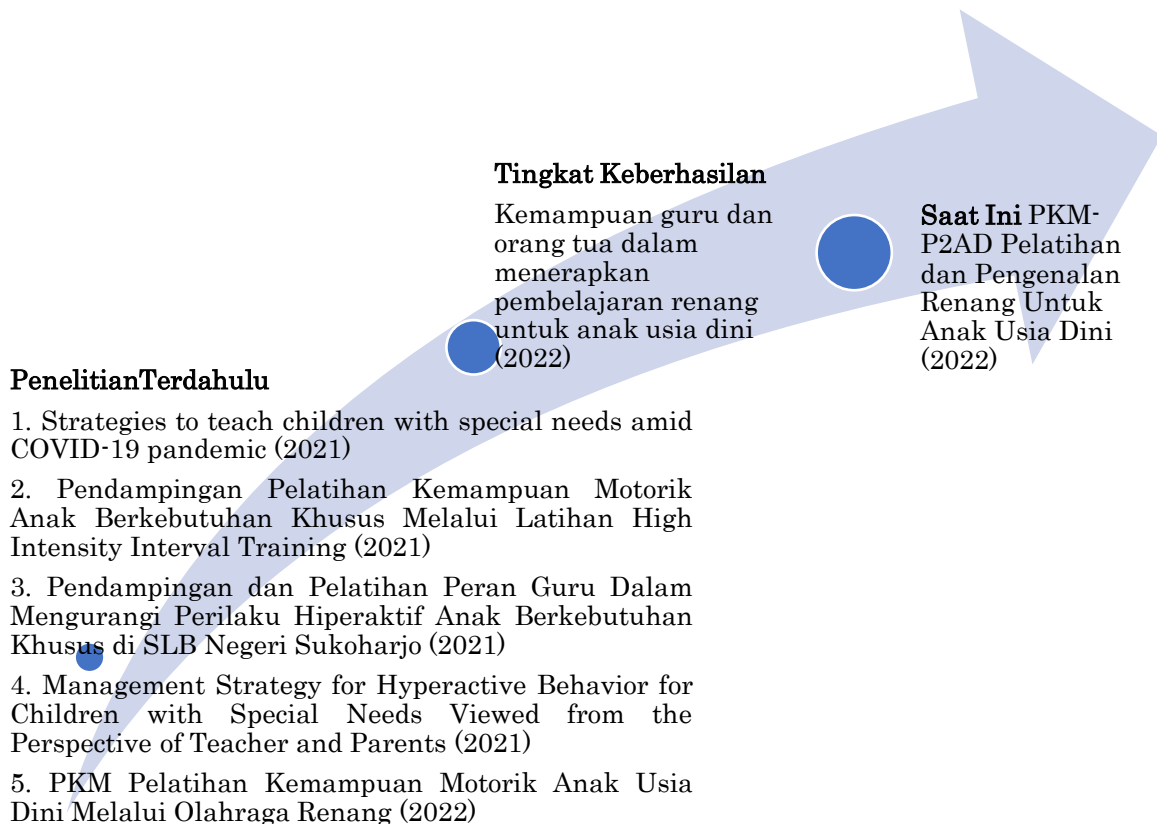 Tingkat Keberhasilan
Kemampuan guru dan
orang tua dalam
menerapkan
pembelajaran renang
untuk anak usia dini
(2022)
Saat Ini PKM-
P2AD Pelatihan
dan Pengenalan
Renang Untuk
Anak Usia Dini
(2022)
PenelitianTerdahulu
1. Strategies to teach children with special needs amid
COVID-19 pandemic (2021)
2. Pendampingan Pelatihan Kemampuan Motorik
Anak Berkebutuhan Khusus Melalui Latihan High
Intensity Interval Training (2021)
3. Pendampingan dan Pelatihan Peran Guru Dalam
Mengurangi Perilaku Hiperaktif Anak Berkebutuhan
Khusus di SLB Negeri Sukoharjo (2021)
4. Management Strategy for Hyperactive Behavior for
Children with Special Needs Viewed from the
Perspective of Teacher and Parents (2021)
5. PKM Pelatihan Kemampuan Motorik Anak Usia
Dini Melalui Olahraga Renang (2022)